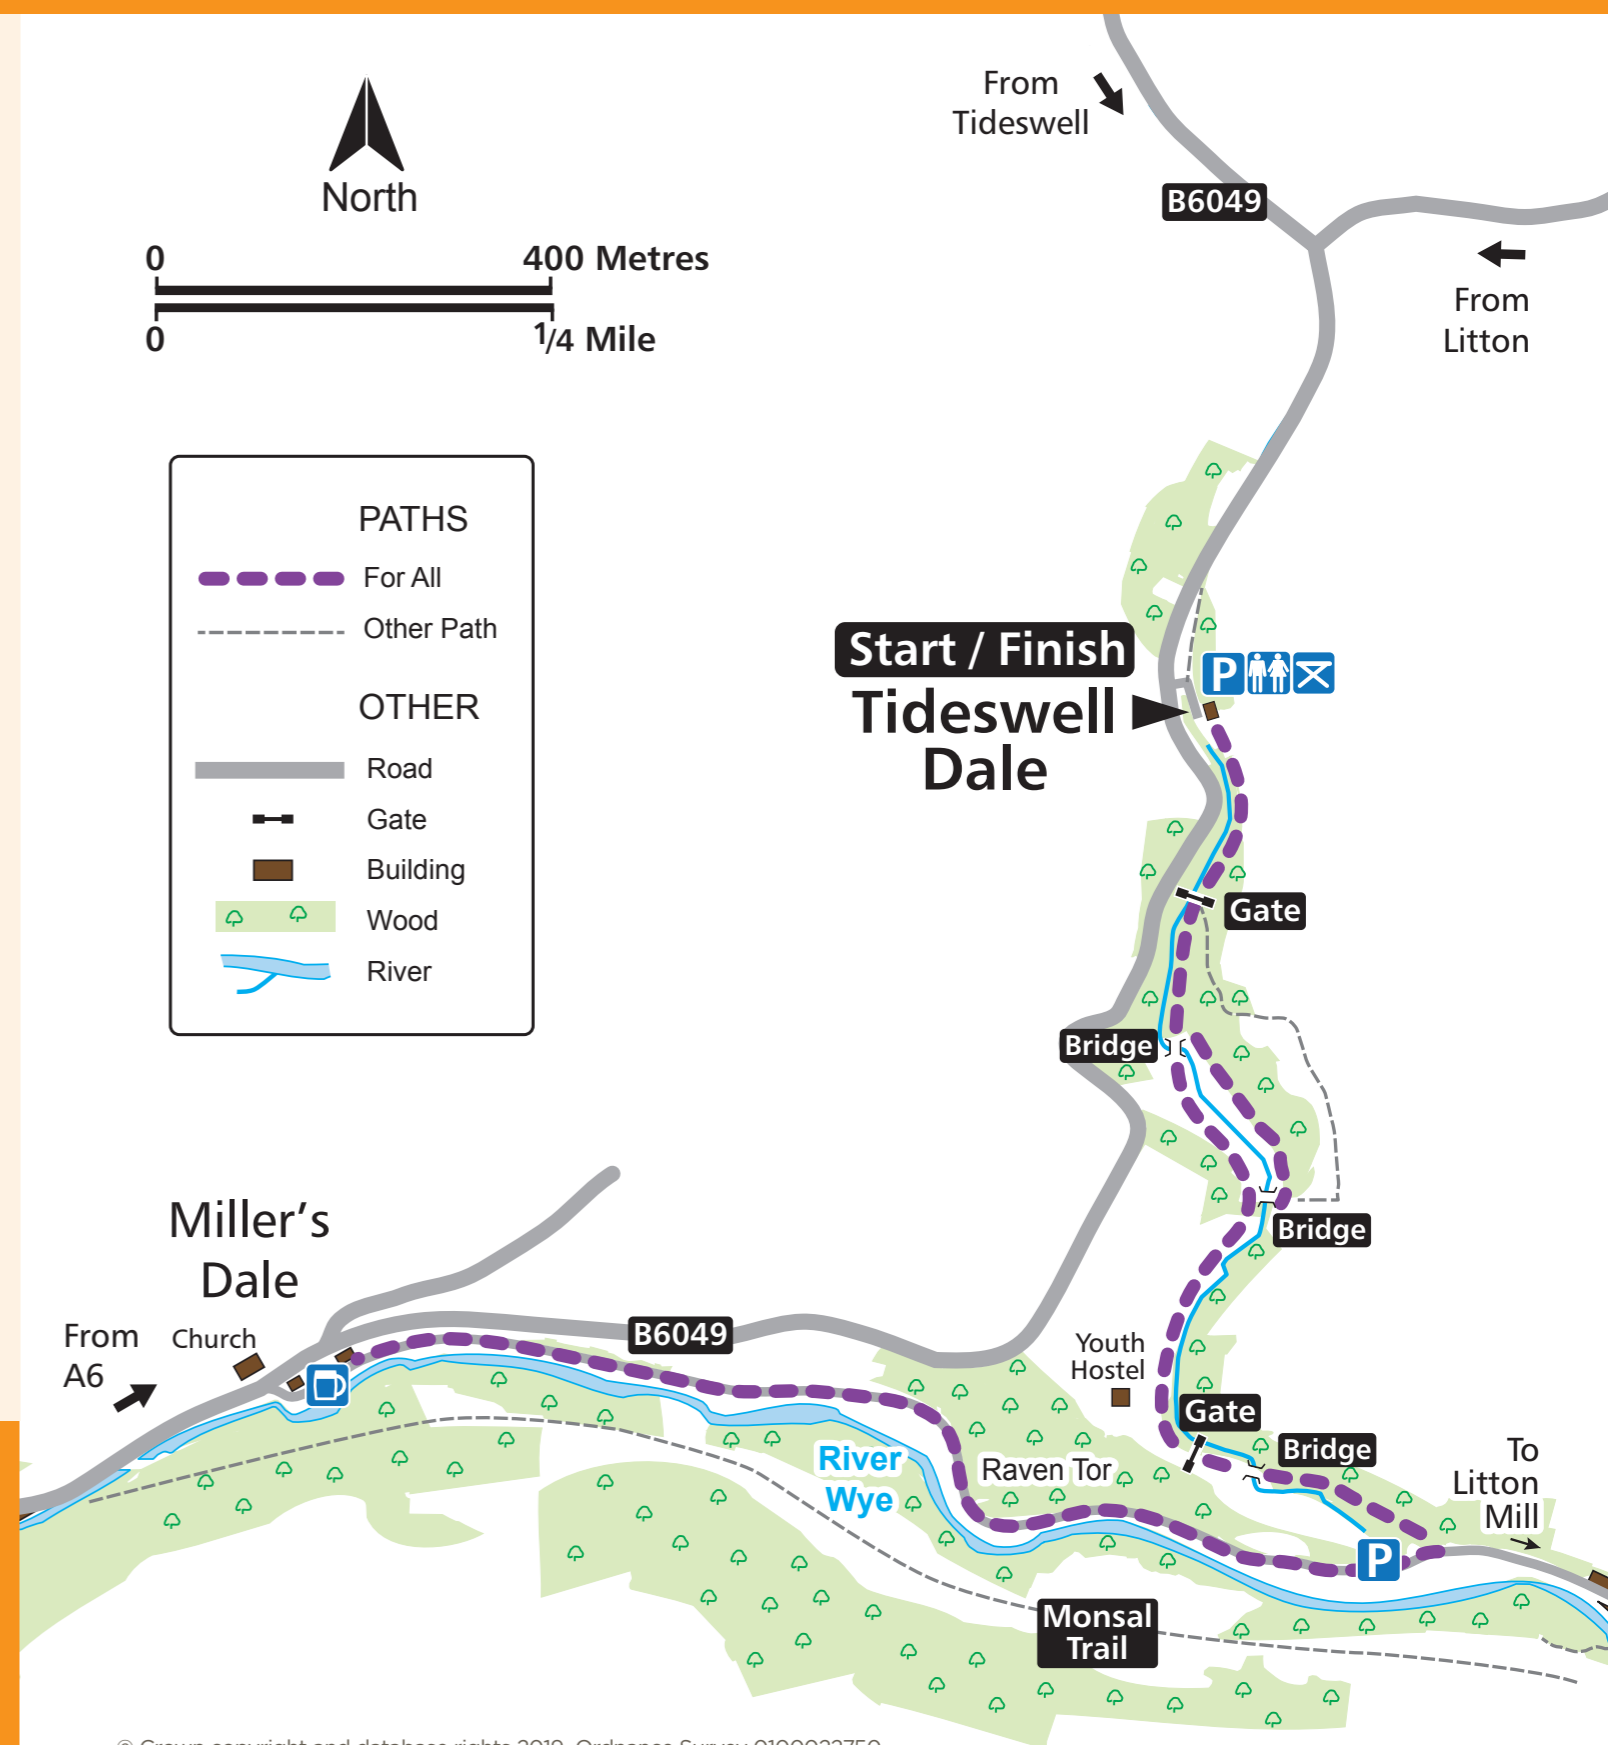 From
Tideswell
B6049
North
0 400 Metres
0 1/4 Mile
From
Litton
PATHS
For All
Other Path
OTHER
Road
Gate
Building
Wood
River
Start / Finish
Tideswell
Dale
P
Gate
Bridge
Bridge
Miller's
Dale
From
A6
Church
B6049
Youth
Hostel
Gate
Bridge
River
Wye
Raven Tor
To
Litton
Mill
P
Monsal
Trail